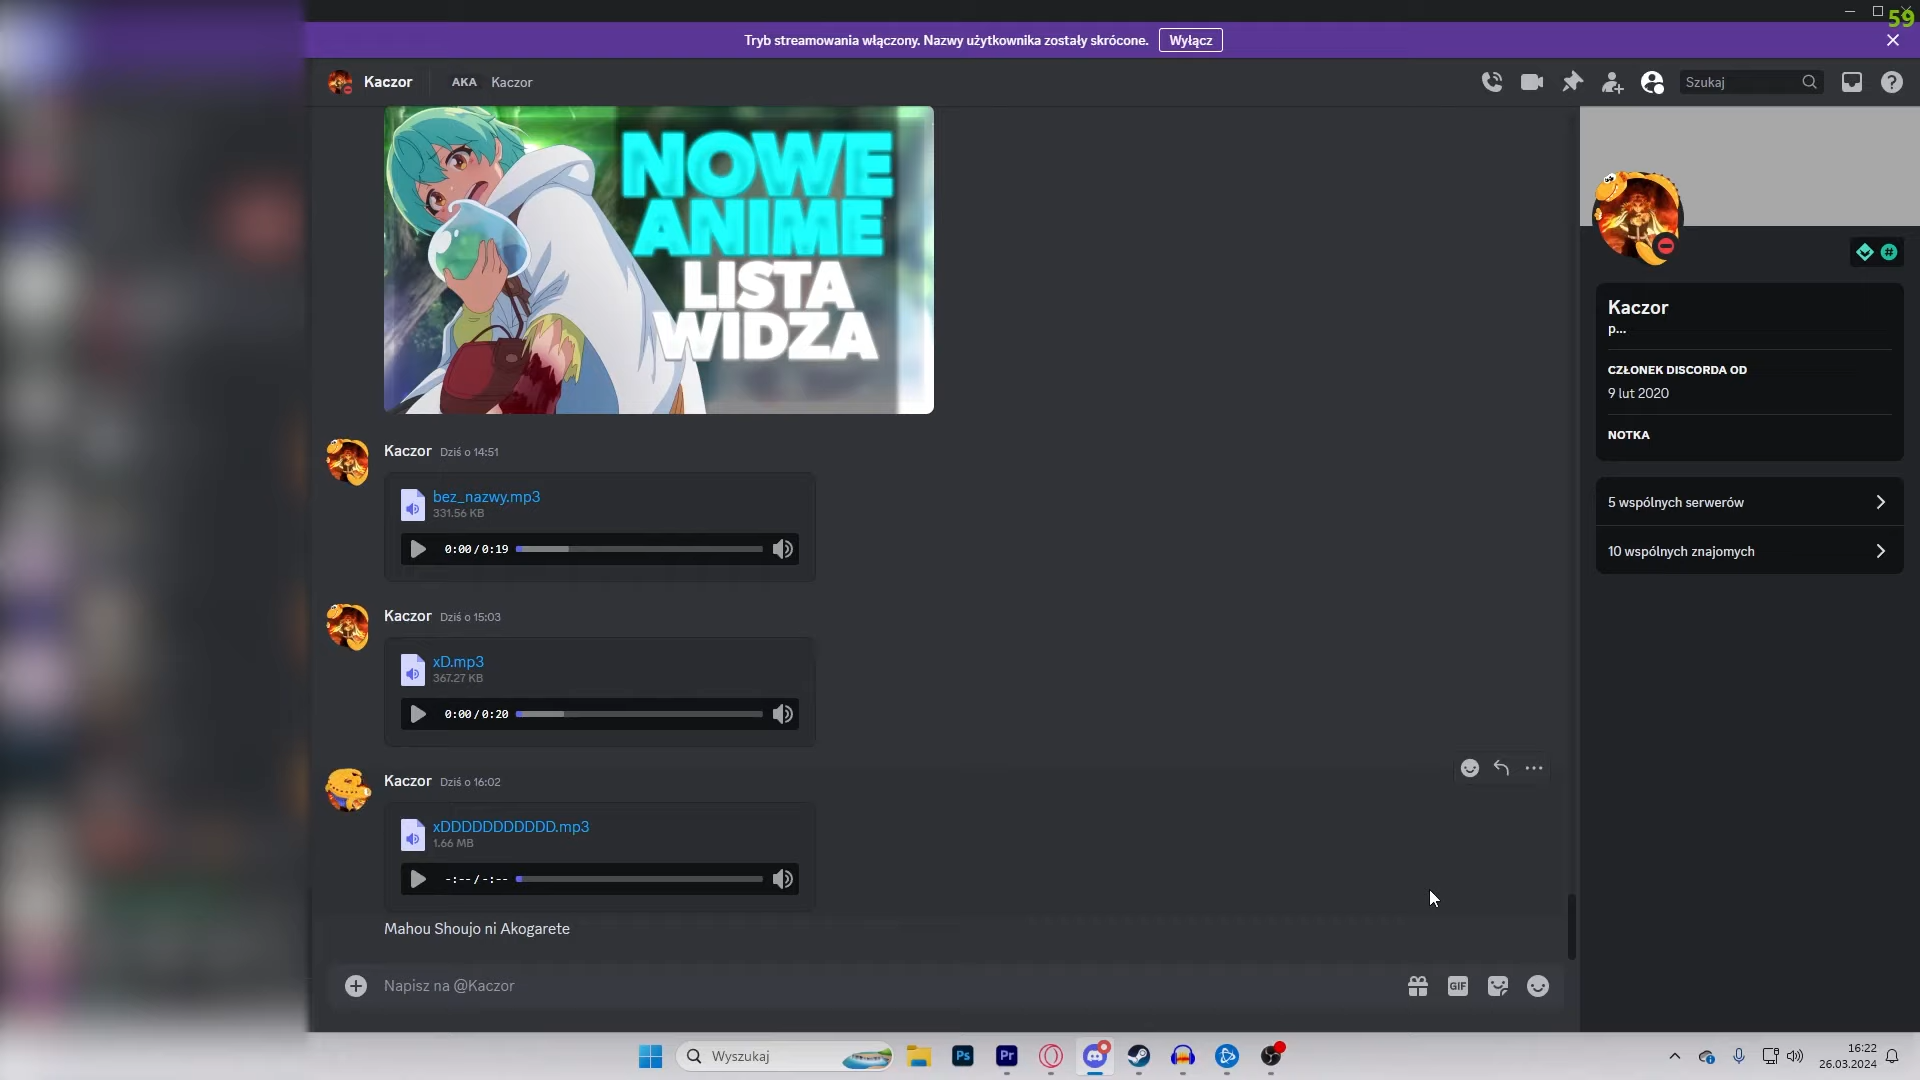 59
Tryb streamowania włączony. Nazwy użytkownika zostały skrócone. Wyłącz
Kaczor AKA Kaczor Szukaj
NOWE
ANIME
LISTA
WIDZA
Kaczor Dziś o 14:51
bez_nazwy.mp3
331.56 KB
0:00/0:19
Kaczor Dziś o 15:03
xD.mp3
367.27 KB
0:00/0:20
Kaczor Dziś o 16:02
xDDDDDDDDDDD.mp3
1.66 MB
-:--/-:--
Mahou Shoujo ni Akogarete
Napisz na @Kaczor
GIF
Kaczor
p...
CZŁONEK DISCORDA OD
9 lut 2020
NOTKA
5 wspólnych serwerów
10 wspólnych znajomych
Wyszukaj
Ps
Pr
16:22
26.03.2024